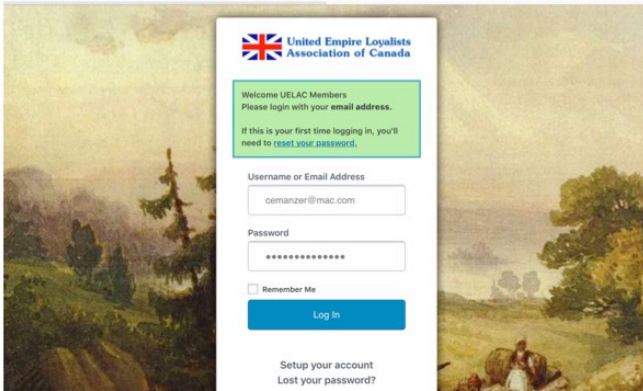 United Empire Loyalists
Association of Canada
Welcome UELAC Members
Please login with your email address.
If this is your first time logging in, you'll
need to reset your password.
Username or Email Address
cemanzer@mac.com
Password
Remember Me
Log In
Setup your account
Lost your password?